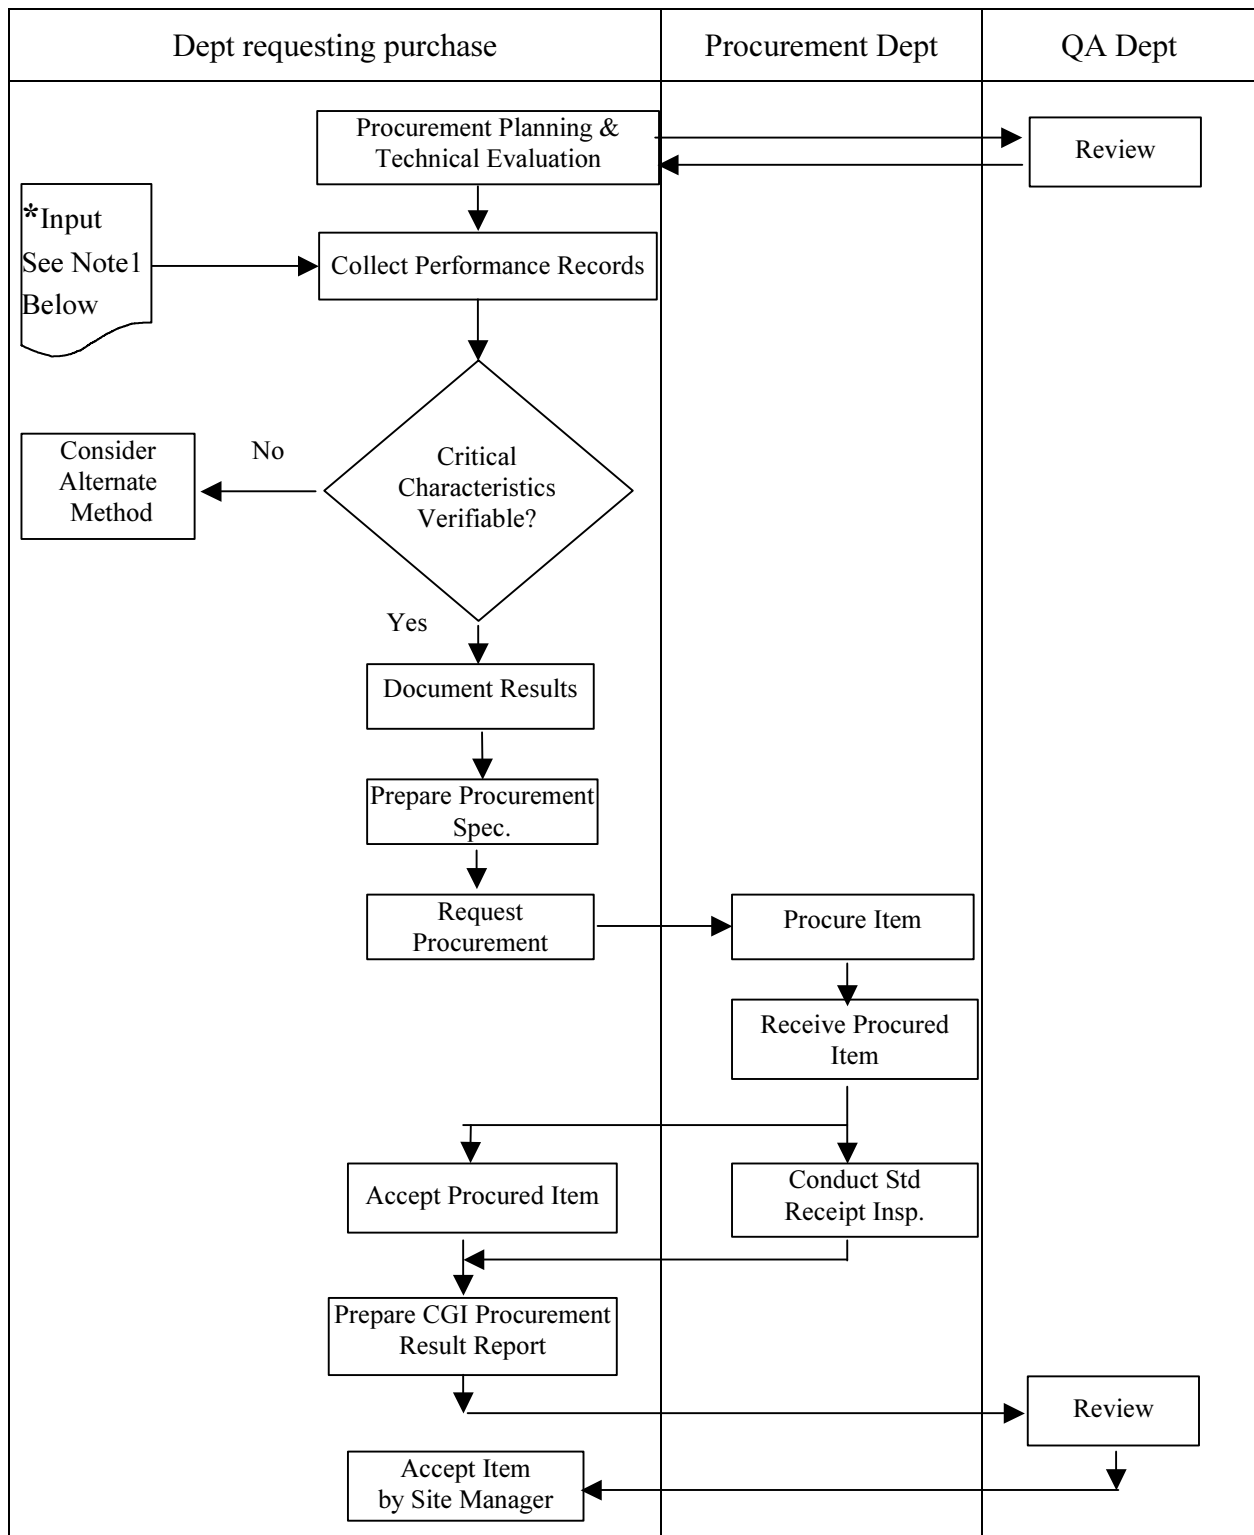 Dept requesting purchase
Procurement Dept
QA Dept
Procurement Planning &
Technical Evaluation
Review
*Input
See Note1
Below
Collect Performance Records
Consider
Alternate
Method
No
Critical
Characteristics
Verifiable?
Yes
Document Results
Prepare Procurement
Spec.
Request
Procurement
Procure Item
Receive Procured
Item
Accept Procured Item
Conduct Std
Receipt Insp.
Prepare CGI Procurement
Result Report
Review
Accept Item
by Site Manager